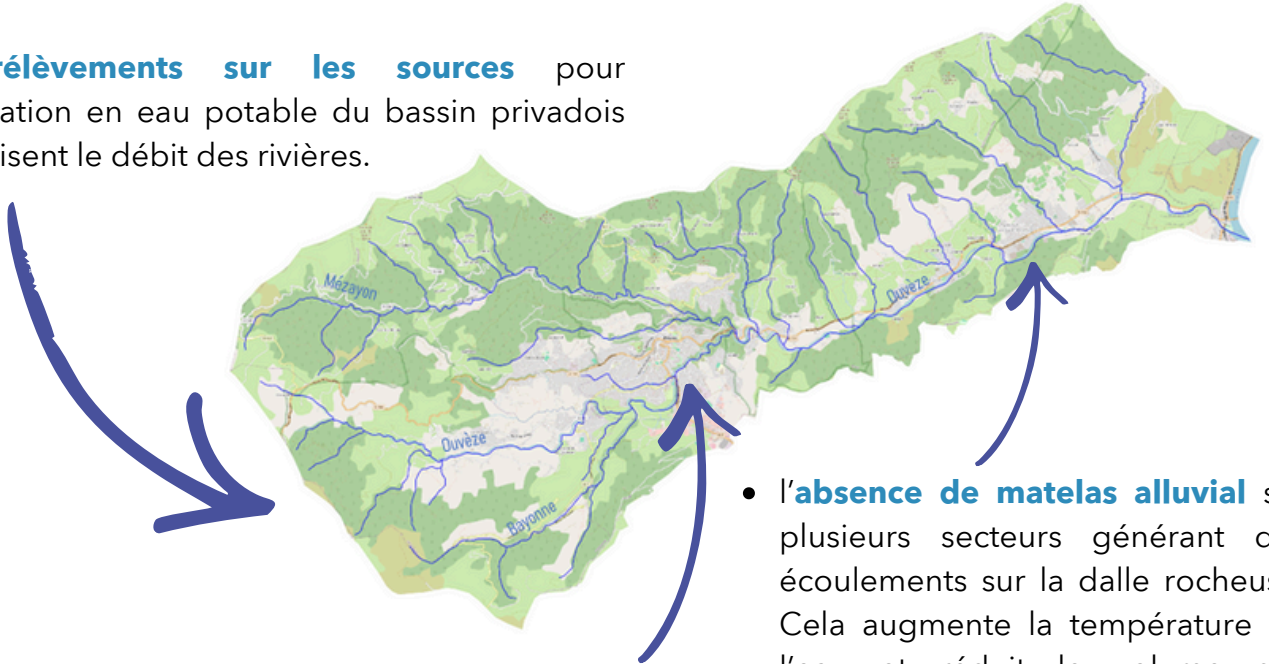 rélèvements sur les sources pour
ation en eau potable du bassin privadois
isent le débit des rivières.
Mézayon
Ouvèze
Ouvèze
Bayonne
• l'absence de matelas alluvial s
plusieurs secteurs générant d
écoulements sur la dalle rocheus
Cela augmente la température